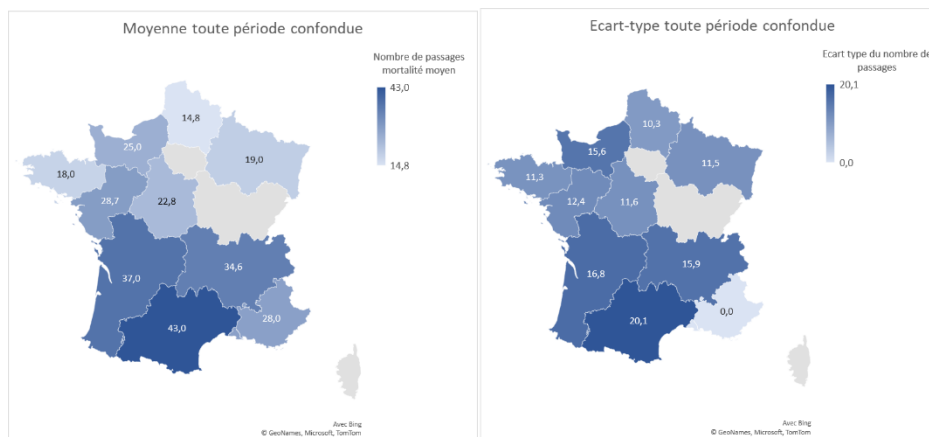 Moyenne toute période confondue
Nombre de passages
mortalité moyen
43,0
14,8
14,8
25,0
19,0
18,0
28,7
22,8
37,0
34,6
43,0
28,0
Avec Bing
© GeoNames, Microsoft, TomTom
Ecart-type toute période confondue
Ecart type du nombre de
passages
20,1
0,0
10,3
15,6
11,5
11,3
12,4
11,6
16,8
15,9
20,1
0,0
Avec Bing
© GeoNames, Microsoft, TomTom